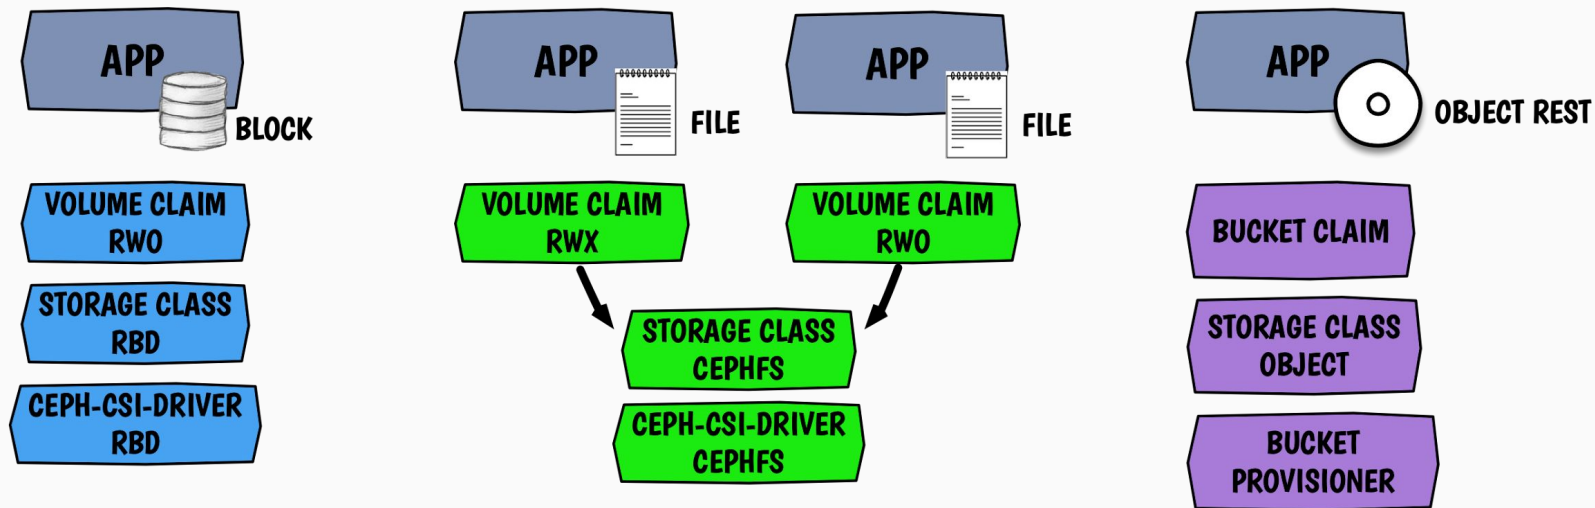 APP
BLOCK
VOLUME CLAIM
RWO
STORAGE CLASS
RBD
CEPH-CSI-DRIVER
RBD
APP
FILE
VOLUME CLAIM
RWX
APP
FILE
VOLUME CLAIM
RWO
STORAGE CLASS
CEPHFS
CEPH-CSI-DRIVER
CEPHFS
APP
OBJECT REST
BUCKET CLAIM
STORAGE CLASS
OBJECT
BUCKET
PROVISIONER